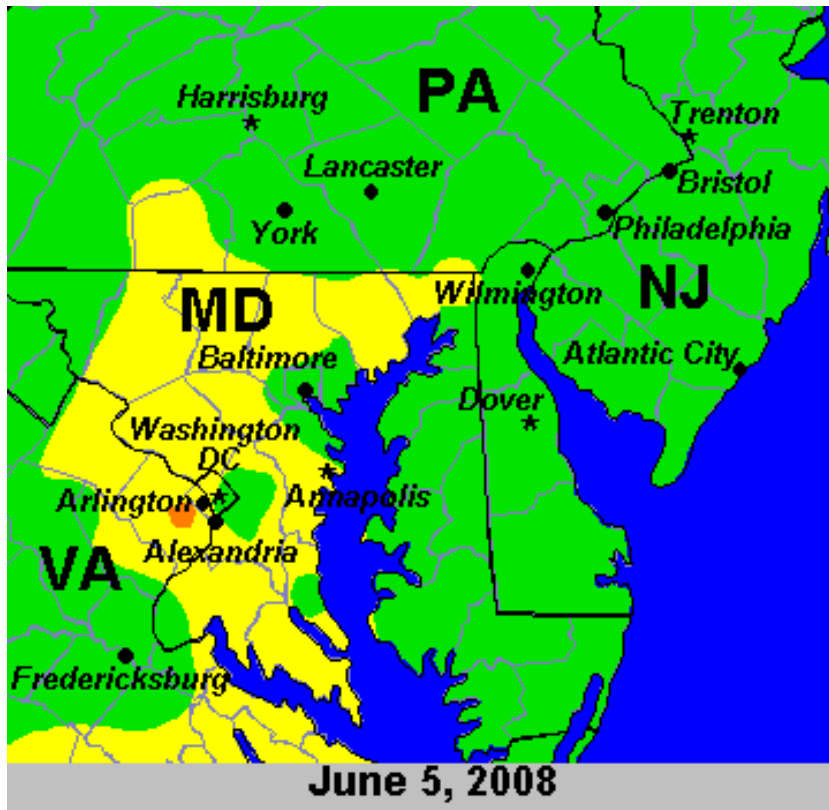 PA
Harrisburg
Trenton
Lancaster
Bristol
York
Philadelphia
Wilmington
MD
NJ
Baltimore
Atlantic City
Dover
Washington
DC
Arlington
Annapolis
Alexandria
VA
Fredericksburg
June 5, 2008